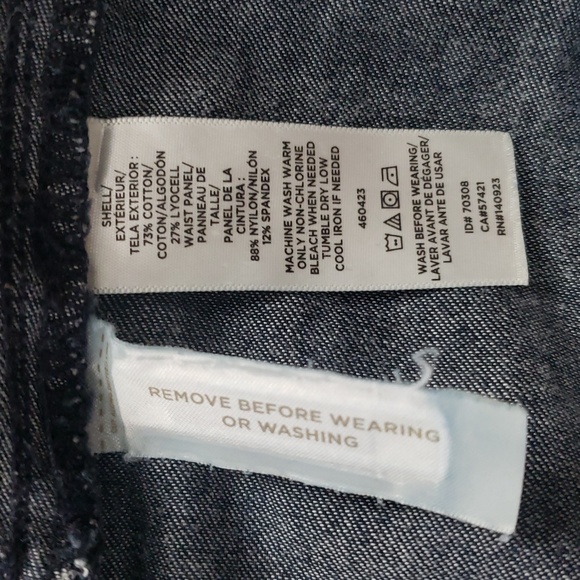 SHELL/
EXTÉRIEUR/
TELA EXTERIOR :
73% COTTON/
COTON/ALGODON
27% LYOCELL
WAIST PANEL/
PANNEAU DE
TAILLE/
PANEL DE LA
CINTURA :
88% NYLON/NILÓN
12% SPANDEX
MACHINE WASH WARM
ONLY NON-CHLORINE
BLEACH WHEN NEEDED
TUMBLE DRY LOW
COOL IRON IF NEEDED
460423
WASH BEFORE WEARING/
LAVER AVANT DE DÉGAGER/
LAVAR ANTE DE USAR
ID# 70308
CA#57421
RN#140923
REMOVE BEFORE WEARING
OR WASHING